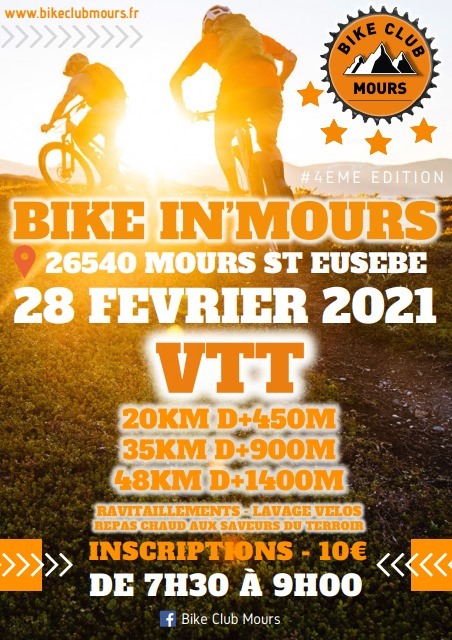 www.bikeclubmours.fr
BIKE CLUB
MOURS
#4EME EDITION
BIKE IN'MOURS
26540 MOURS ST EUSEBE
28 FEVRIER 2021
VTT
20KM D+450M
35KM D+900M
48KM D+1400M
RAVITAILLEMENTS - LAVAGE VELOS
REPAS CHAUD AUX SAVEURS DU TERROIR
INSCRIPTIONS - 10€
DE 7H30 À 9H00
Bike Club Mours